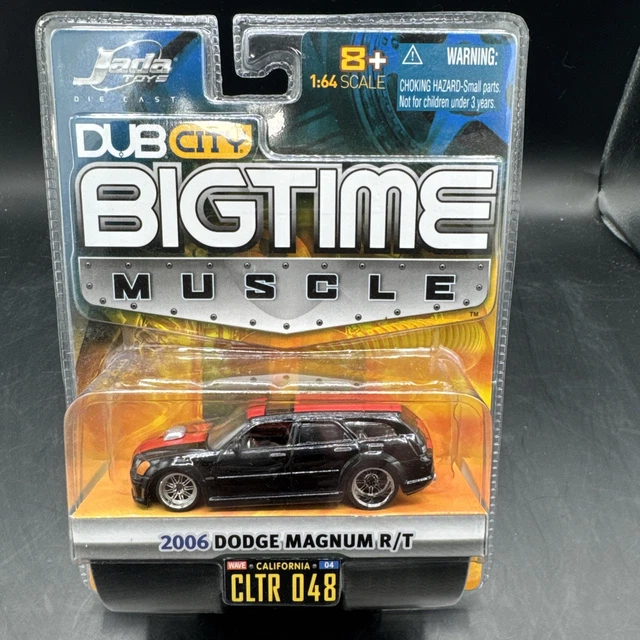 Jada
TOYS
DIE CAST
8+
1:64 SCALE
WARNING:
CHOKING HAZARD-Small parts.
Not for children under 3 years.
DUB CITY
BIGTIME
MUSCLE
TM
2006 DODGE MAGNUM R/T
WAVE CALIFORNIA 04
CLTR 048